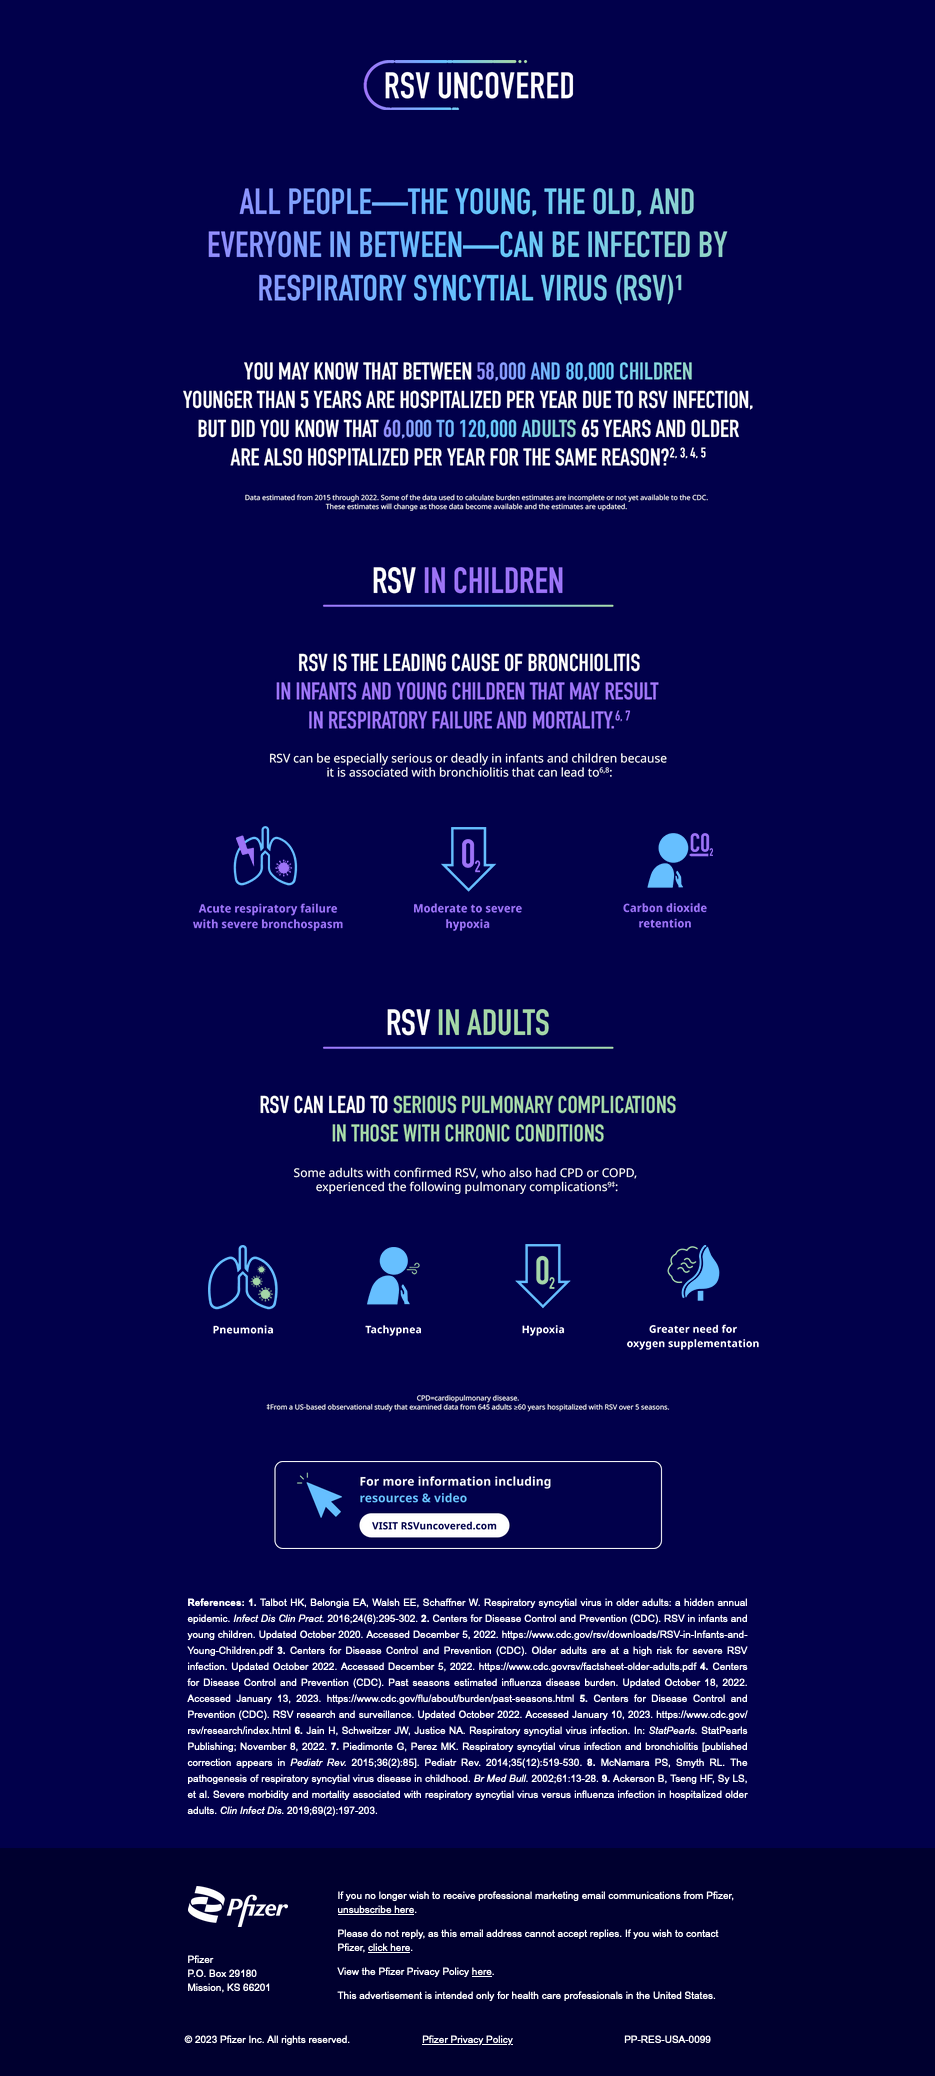 RSV UNCOVERED
ALL PEOPLE—THE YOUNG, THE OLD, AND
EVERYONE IN BETWEEN—CAN BE INFECTED BY
RESPIRATORY SYNCYTIAL VIRUS (RSV)¹
YOU MAY KNOW THAT BETWEEN 58,000 AND 80,000 CHILDREN
YOUNGER THAN 5 YEARS ARE HOSPITALIZED PER YEAR DUE TO RSV INFECTION,
BUT DID YOU KNOW THAT 60,000 TO 120,000 ADULTS 65 YEARS AND OLDER
ARE ALSO HOSPITALIZED PER YEAR FOR THE SAME REASON?2, 3, 4, 5
Data estimated from 2015 through 2022. Some of the data used to calculate burden estimates are incomplete or not yet available to the CDC.
These estimates will change as those data become available and the estimates are updated.
RSV IN CHILDREN
RSV IS THE LEADING CAUSE OF BRONCHIOLITIS
IN INFANTS AND YOUNG CHILDREN THAT MAY RESULT
IN RESPIRATORY FAILURE AND MORTALITY.6, 7
RSV can be especially serious or deadly in infants and children because
it is associated with bronchiolitis that can lead to6,8:
O2
CO2
Acute respiratory failure
with severe bronchospasm
Moderate to severe
hypoxia
Carbon dioxide
retention
RSV IN ADULTS
RSV CAN LEAD TO SERIOUS PULMONARY COMPLICATIONS
IN THOSE WITH CHRONIC CONDITIONS
Some adults with confirmed RSV, who also had CPD or COPD,
experienced the following pulmonary complications9‡:
O2
Pneumonia
Tachypnea
Hypoxia
Greater need for
oxygen supplementation
CPD=cardiopulmonary disease.
‡From a US-based observational study that examined data from 645 adults ≥60 years hospitalized with RSV over 5 seasons.
For more information including
resources & video
VISIT RSVuncovered.com
References: 1. Talbot HK, Belongia EA, Walsh EE, Schaffner W. Respiratory syncytial virus in older adults: a hidden annual
epidemic. Infect Dis Clin Pract. 2016;24(6):295-302. 2. Centers for Disease Control and Prevention (CDC). RSV in infants and
young children. Updated October 2020. Accessed December 5, 2022. https://www.cdc.gov/rsv/downloads/RSV-in-Infants-and-
Young-Children.pdf 3. Centers for Disease Control and Prevention (CDC). Older adults are at a high risk for severe RSV
infection. Updated October 2022. Accessed December 5, 2022. https://www.cdc.govrsv/factsheet-older-adults.pdf 4. Centers
for Disease Control and Prevention (CDC). Past seasons estimated influenza disease burden. Updated October 18, 2022.
Accessed January 13, 2023. https://www.cdc.gov/flu/about/burden/past-seasons.html 5. Centers for Disease Control and
Prevention (CDC). RSV research and surveillance. Updated October 2022. Accessed January 10, 2023. https://www.cdc.gov/
rsv/research/index.html 6. Jain H, Schweitzer JW, Justice NA. Respiratory syncytial virus infection. In: StatPearls. StatPearls
Publishing; November 8, 2022. 7. Piedimonte G, Perez MK. Respiratory syncytial virus infection and bronchiolitis [published
correction appears in Pediatr Rev. 2015;36(2):85]. Pediatr Rev. 2014;35(12):519-530. 8. McNamara PS, Smyth RL. The
pathogenesis of respiratory syncytial virus disease in childhood. Br Med Bull. 2002;61:13-28. 9. Ackerson B, Tseng HF, Sy LS,
et al. Severe morbidity and mortality associated with respiratory syncytial virus versus influenza infection in hospitalized older
adults. Clin Infect Dis. 2019;69(2):197-203.
Pfizer
Pfizer
P.O. Box 29180
Mission, KS 66201
If you no longer wish to receive professional marketing email communications from Pfizer,
unsubscribe here.
Please do not reply, as this email address cannot accept replies. If you wish to contact
Pfizer, click here.
View the Pfizer Privacy Policy here.
This advertisement is intended only for health care professionals in the United States.
© 2023 Pfizer Inc. All rights reserved.
Pfizer Privacy Policy
PP-RES-USA-0099